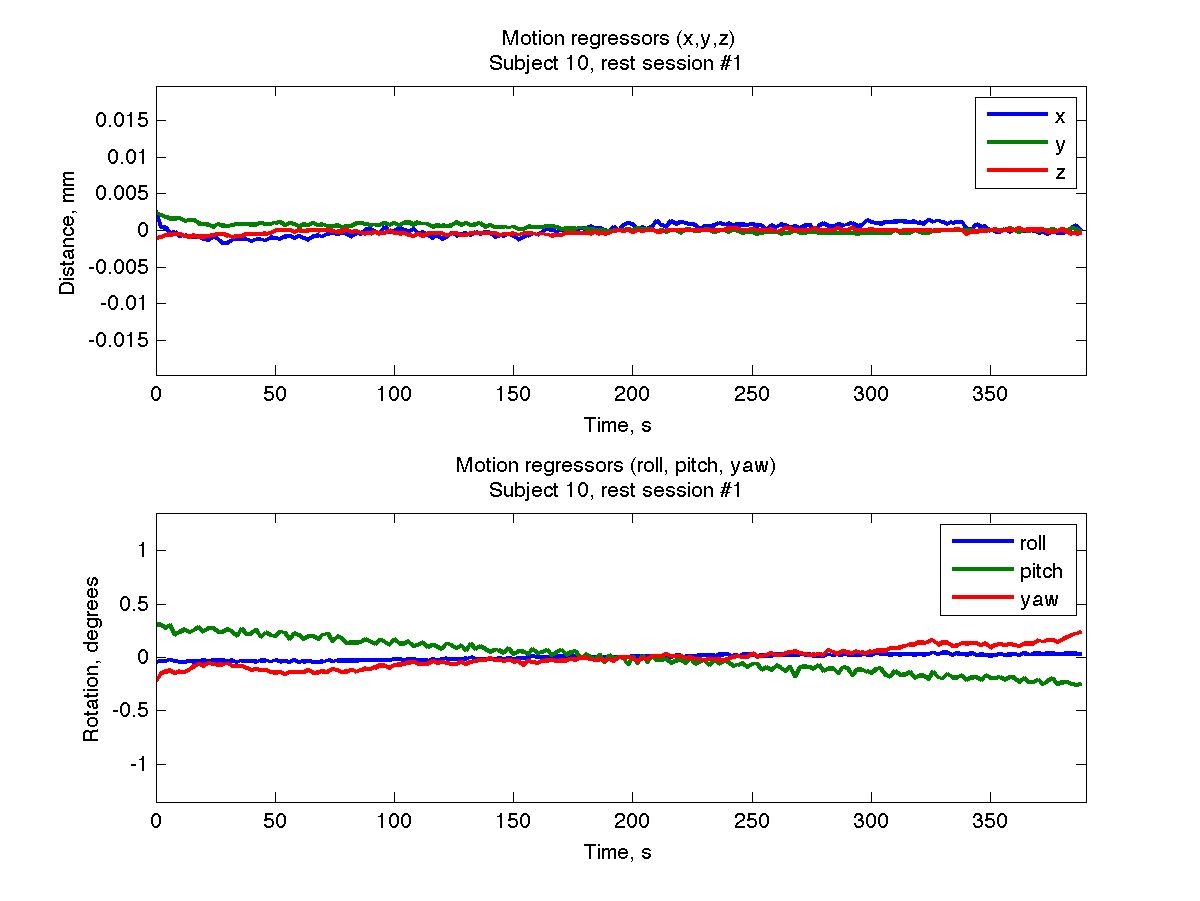 Motion regressors (x,y,z)
Subject 10, rest session #1
0.015
0.01
0.005
0
-0.005
-0.01
-0.015
Distance, mm
x
y
z
0 50 100 150 200 250 300 350
Time, s
Motion regressors (roll, pitch, yaw)
Subject 10, rest session #1
1
0.5
0
-0.5
-1
Rotation, degrees
roll
pitch
yaw
0 50 100 150 200 250 300 350
Time, s